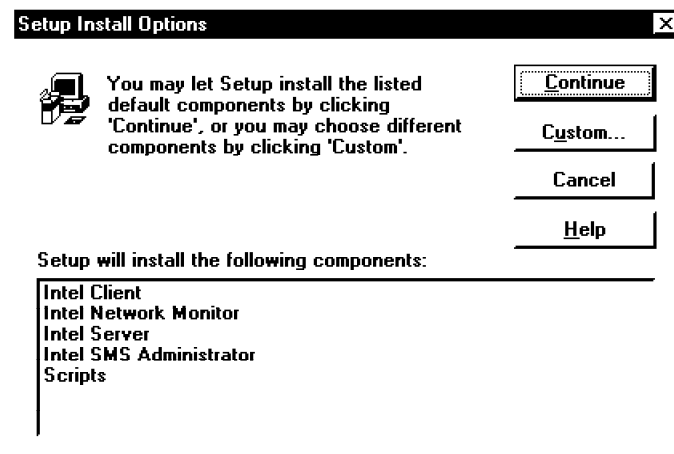 Setup Install Options
You may let Setup install the listed
default components by clicking
'Continue', or you may choose different
components by clicking 'Custom'.
Continue
Custom...
Cancel
Help
Setup will install the following components:
Intel Client
Intel Network Monitor
Intel Server
Intel SMS Administrator
Scripts